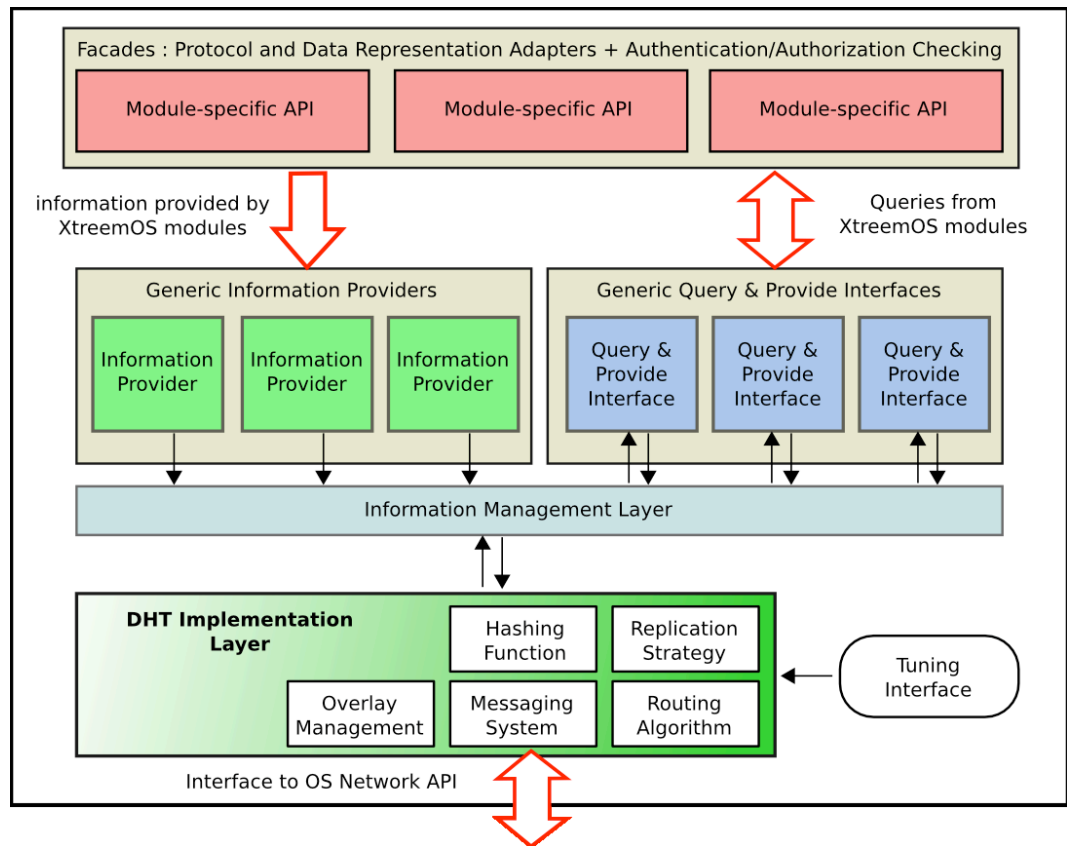 Facades : Protocol and Data Representation Adapters + Authentication/Authorization Checking
Module-specific API
Module-specific API
Module-specific API
information provided by
XtreemOS modules
Queries from
XtreemOS modules
Generic Information Providers
Information
Provider
Information
Provider
Information
Provider
Generic Query & Provide Interfaces
Query &
Provide
Interface
Query &
Provide
Interface
Query &
Provide
Interface
Information Management Layer
DHT Implementation
Layer
Hashing
Function
Replication
Strategy
Overlay
Management
Messaging
System
Routing
Algorithm
Tuning
Interface
Interface to OS Network API